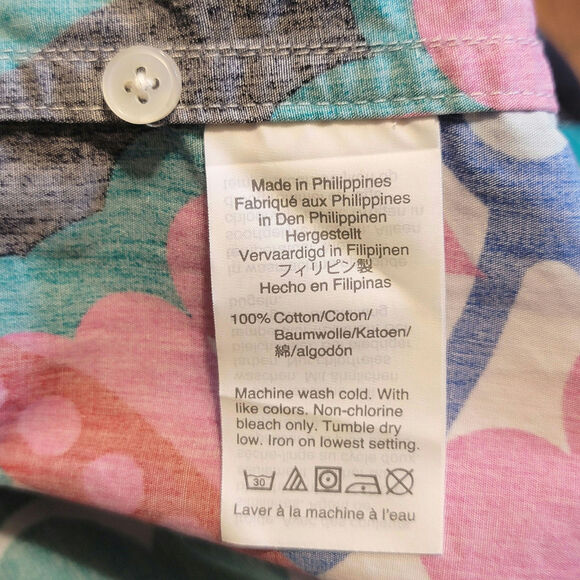 Made in Philippines
Fabriqué aux Philippines
in Den Philippinen
Hergestellt
Vervaardigd in Filipijnen
フィリピン製
Hecho en Filipinas
100% Cotton/Coton/
Baumwolle/Katoen/
綿/algodón
Machine wash cold. With
like colors. Non-chlorine
bleach only. Tumble dry
low. Iron on lowest setting.
30
Laver à la machine à l'eau